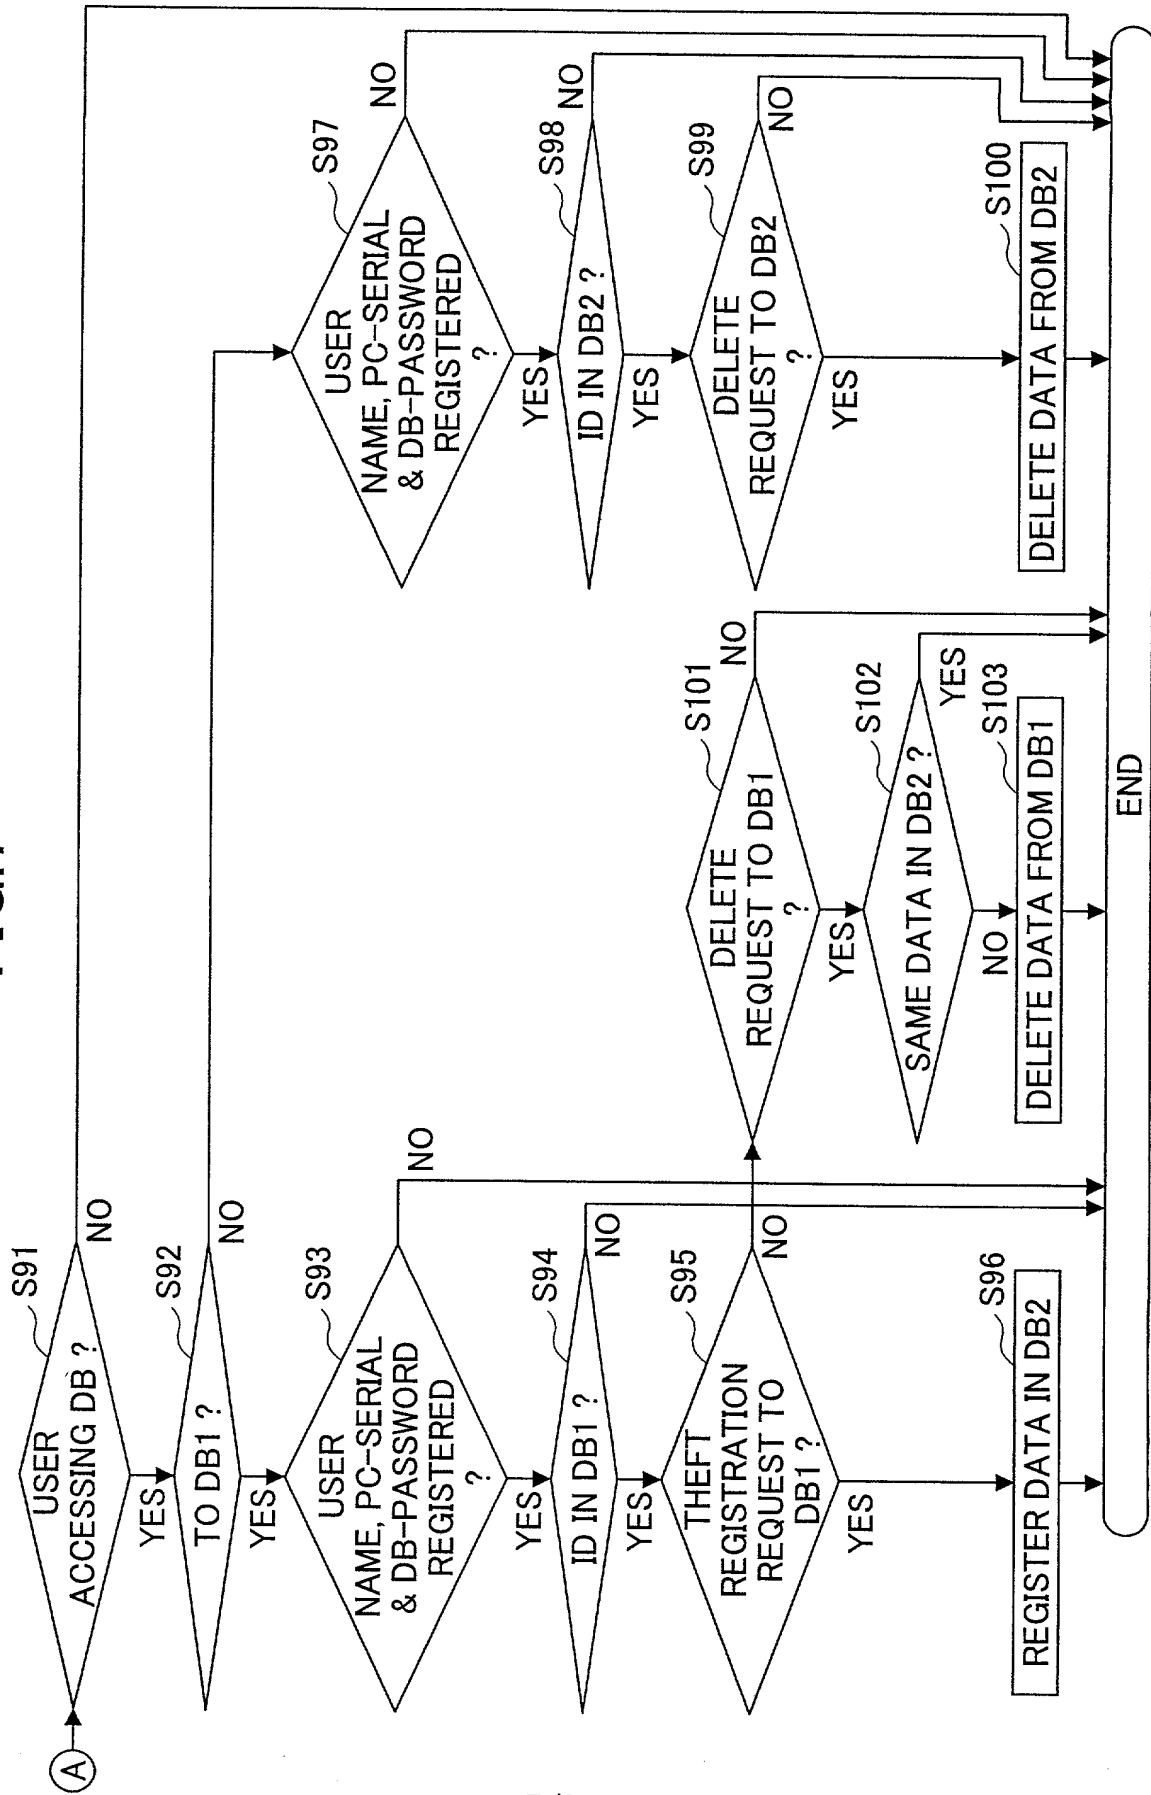 A
USER
ACCESSING DB ?
S91
NO
YES
TO DB1 ?
S92
NO
YES
USER
NAME, PC-SERIAL
& DB-PASSWORD
REGISTERED
?
S93
NO
YES
ID IN DB1 ?
S94
NO
YES
THEFT
REGISTRATION
REQUEST TO
DB1 ?
S95
NO
YES
REGISTER DATA IN DB2
S96
DELETE
REQUEST TO DB1
?
S101
NO
YES
SAME DATA IN DB2 ?
S102
YES
NO
DELETE DATA FROM DB1
S103
USER
NAME, PC-SERIAL
& DB-PASSWORD
REGISTERED
?
S97
NO
YES
ID IN DB2 ?
S98
NO
YES
DELETE
REQUEST TO DB2
?
S99
NO
YES
DELETE DATA FROM DB2
S100
END